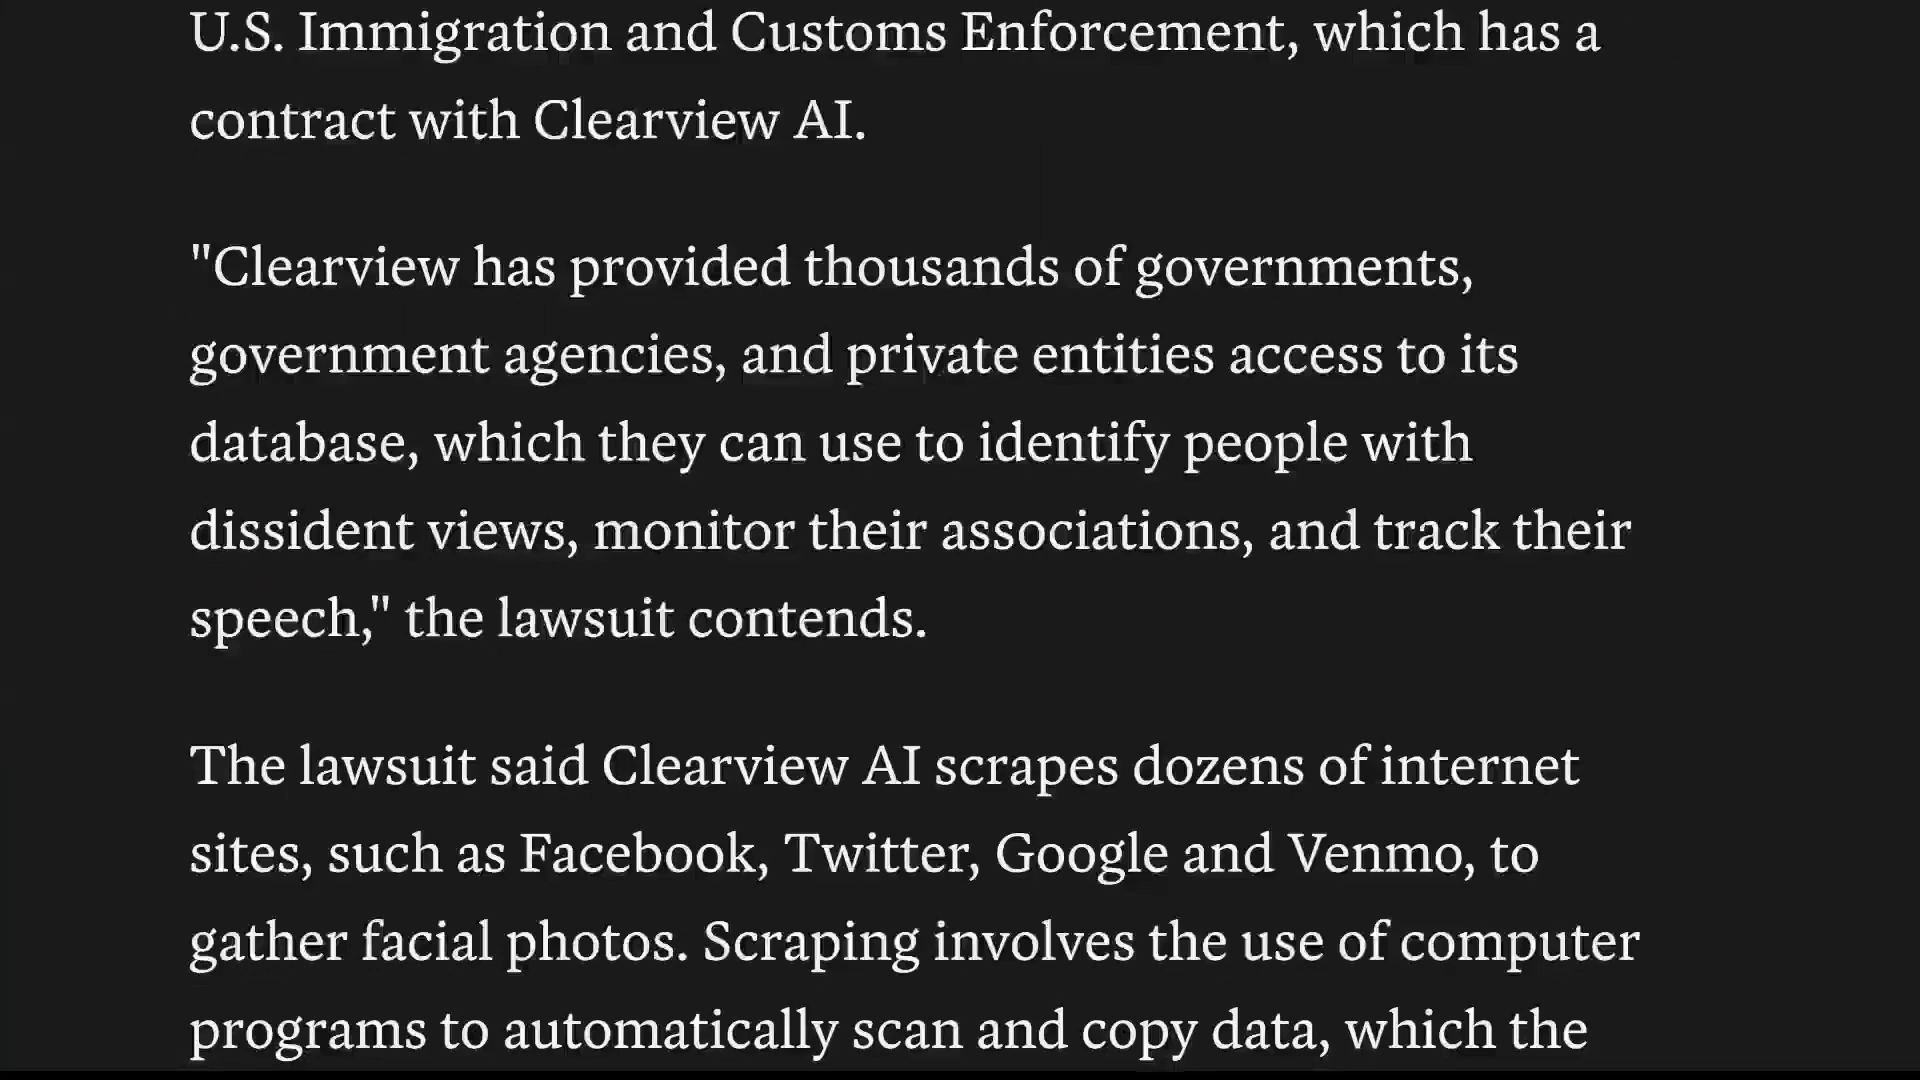 U.S. Immigration and Customs Enforcement, which has a
contract with Clearview AI.
"Clearview has provided thousands of governments,
government agencies, and private entities access to its
database, which they can use to identify people with
dissident views, monitor their associations, and track their
speech," the lawsuit contends.
The lawsuit said Clearview AI scrapes dozens of internet
sites, such as Facebook, Twitter, Google and Venmo, to
gather facial photos. Scraping involves the use of computer
programs to automatically scan and copy data, which the